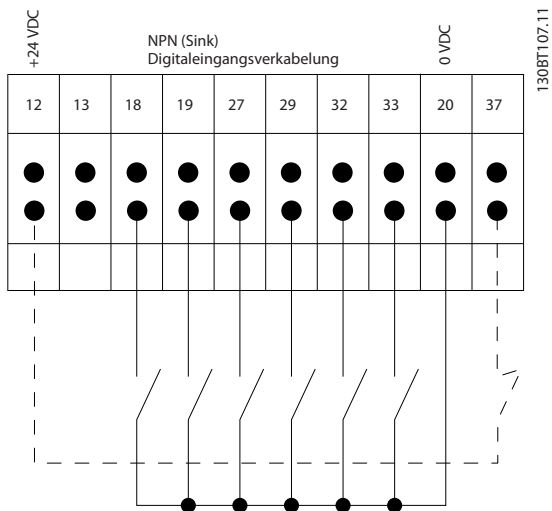 +24 VDC
NPN (Sink)
Digitaleingangsverkabelung
0 VDC
130BT107.11
12 13 18 19 27 29 32 33 20 37